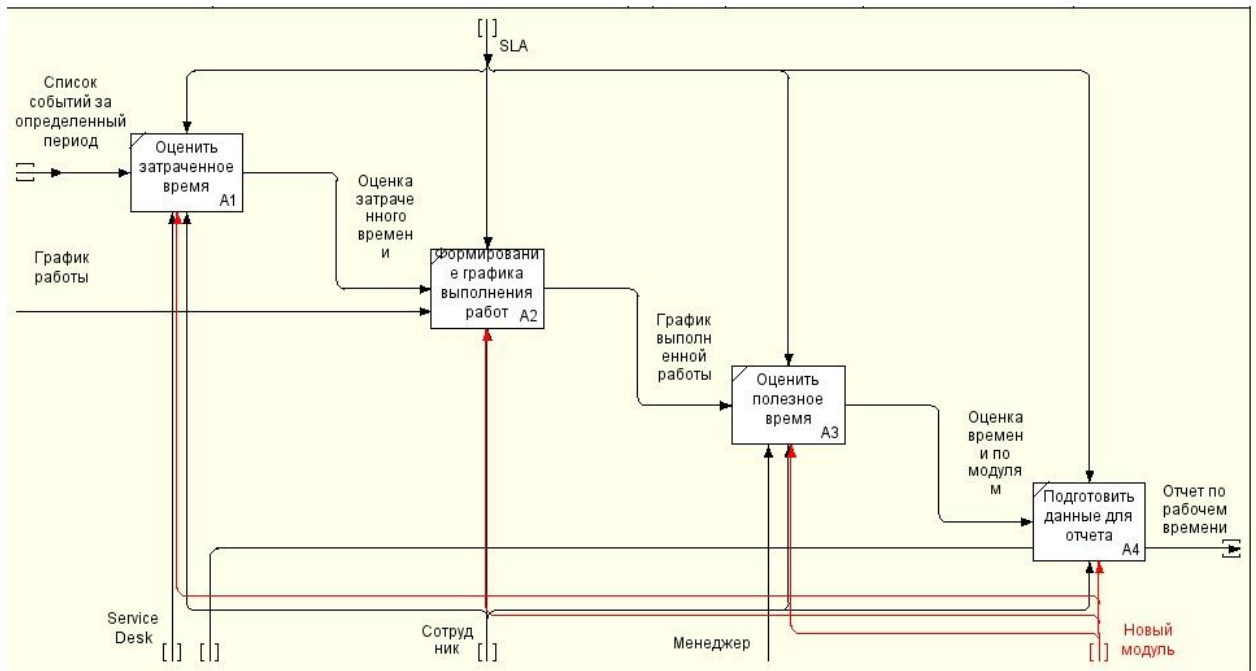 SLA
Список
событий за
определенный
период
Оценить
затраченное
время
A1
Оценка
затраче
нного
времен
и
График
работы
Формировани
е графика
выполнения
работ
A2
График
выполн
енной
работы
Оценить
полезное
время
A3
Оценка
времен
и по
модуля
м
Подготовить
данные для
отчета
A4
Отчет по
рабочем
времени
Service
Desk
Сотруд
ник
Менеджер
Новый
модуль